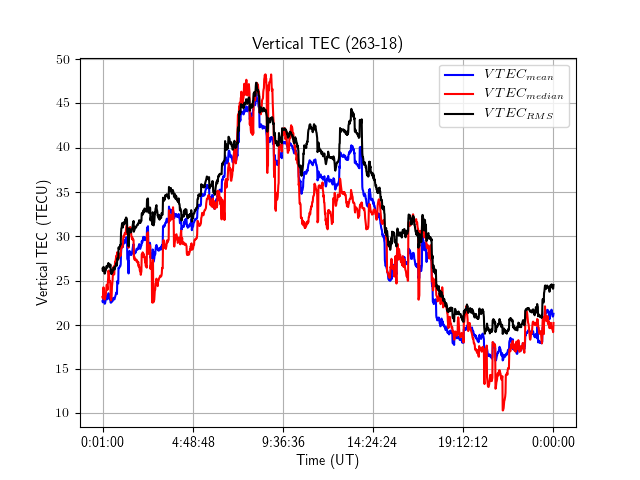 Vertical TEC (263-18)
VTEC_mean
VTEC_median
VTEC_RMS
Vertical TEC (TECU)
50
45
40
35
30
25
20
15
10
0:01:00 4:48:48 9:36:36 14:24:24 19:12:12 0:00:00
Time (UT)